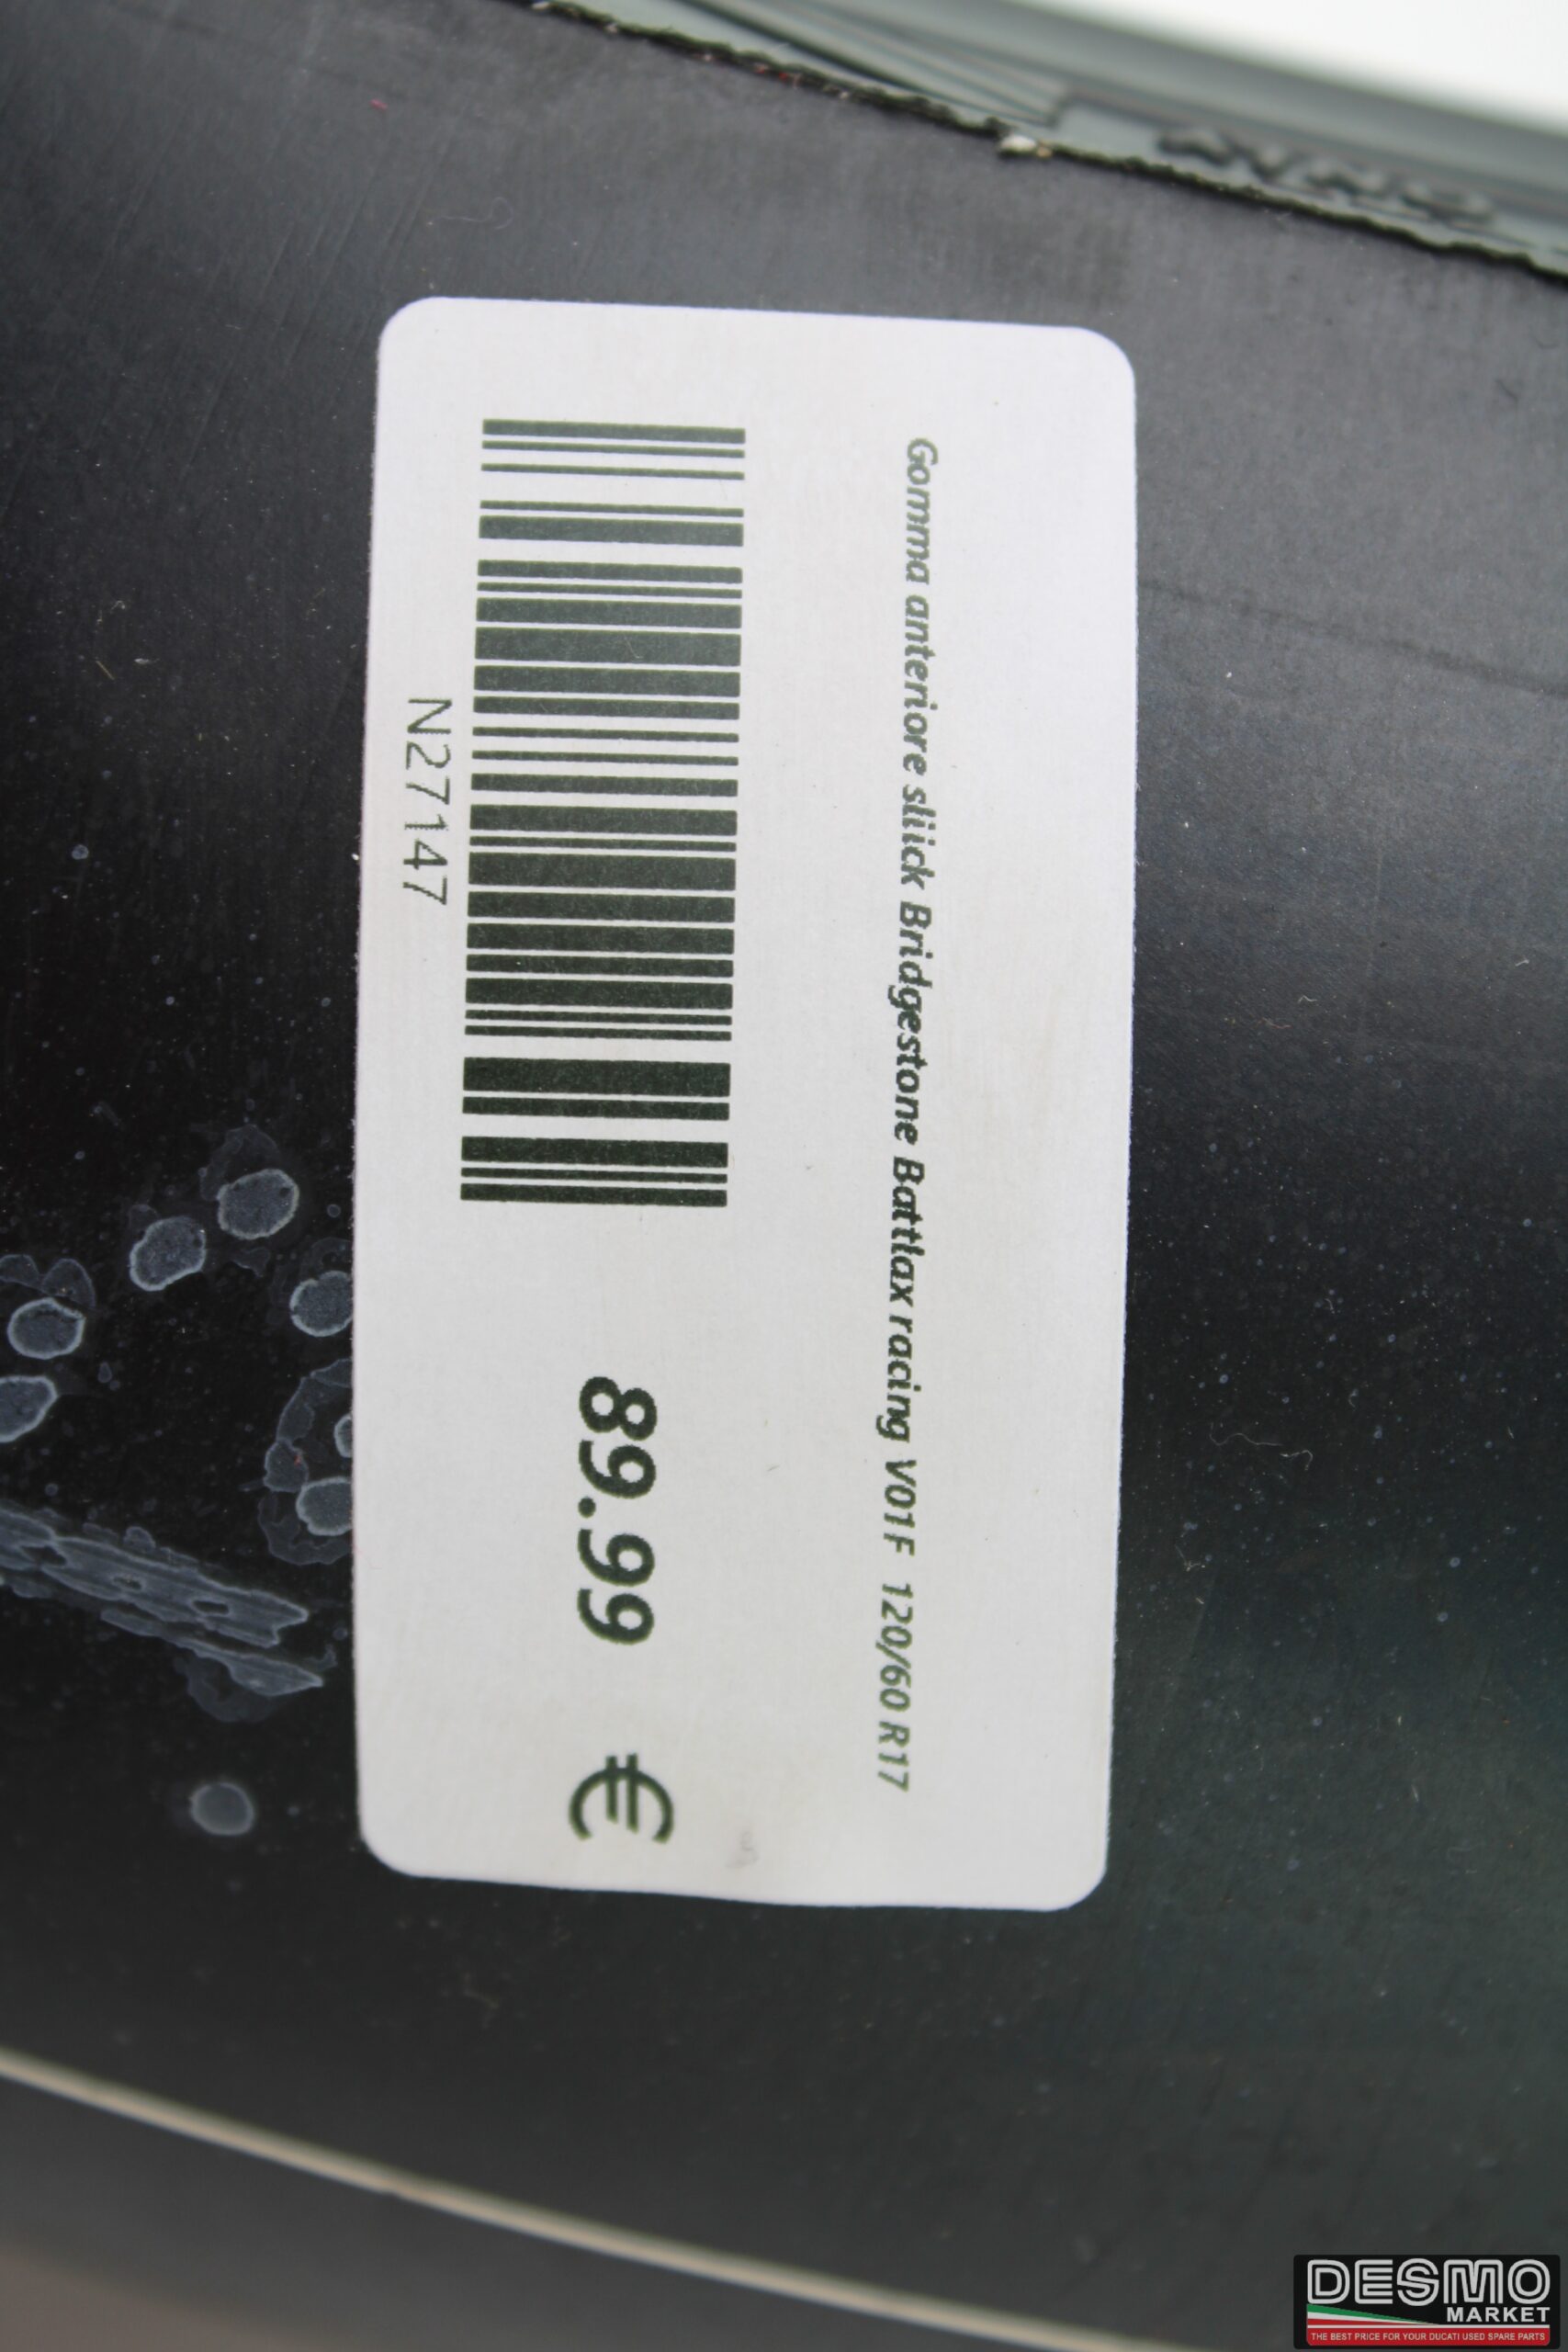 Gomma anteriore sliick Bridgestone Battlax racing V01F 120/60 R17
N27147
89.99 €
DESMO
MARKET
THE BEST PRICE FOR YOUR DUCATI USED SPARE PARTS